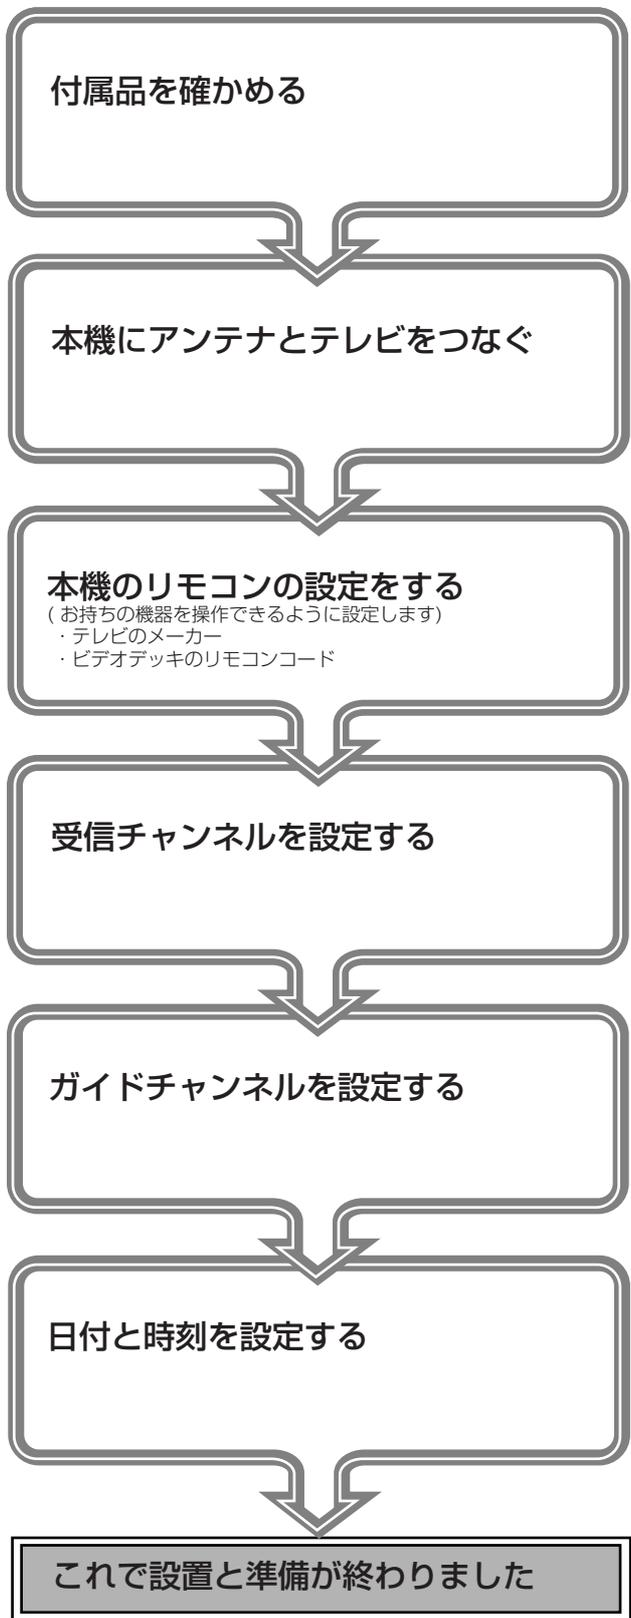 付属品を確かめる
本機にアンテナとテレビをつなぐ
本機のリモコンの設定をする
( お持ちの機器を操作できるように設定します)
・テレビのメーカー
・ビデオデッキのリモコンコード
受信チャンネルを設定する
ガイドチャンネルを設定する
日付と時刻を設定する
これで設置と準備が終わりました